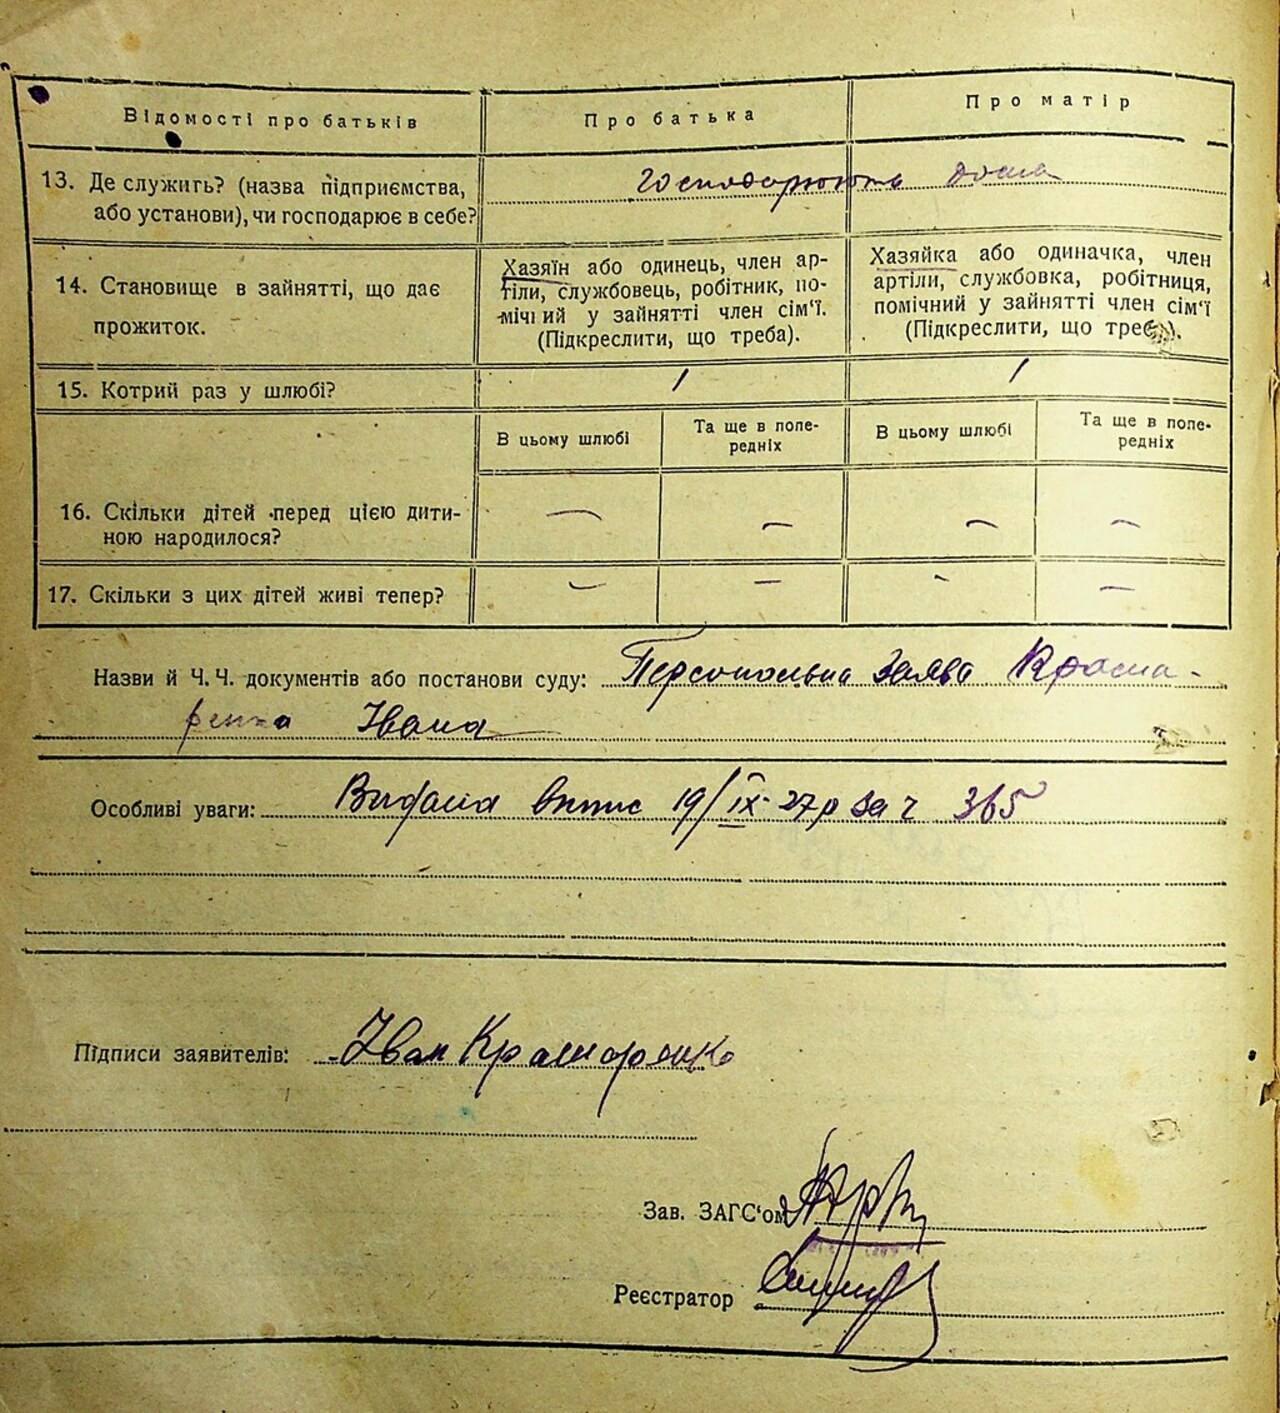 Відомості про батьків
Про батька
Про матір
13. Де служить? (назва підприємства,
або установи), чи господарює в себе?
Господарюють дома
14. Становище в зайнятті, що дає
прожиток.
Хазяїн або одинець, член ар-
тіли, службовець, робітник, по-
мічний у зайнятті член сім'ї.
(Підкреслити, що треба).
Хазяйка або одиначка, член
артіли, службовка, робітниця,
помічний у зайнятті член сім'ї
(Підкреслити, що треба).
15. Котрий раз у шлюбі?
1
1
В цьому шлюбі
Та ще в попе-
редніх
В цьому шлюбі
Та ще в попе-
редніх
16. Скільки дітей перед цією дити-
ною народилося?
— — — —
17. Скільки з цих дітей живі тепер?
— — — —
Назви й Ч. Ч. документів або постанови суду: Персональна Заява Крама-
ренка Івана
Особливі уваги: Видана витяг 19/IX-27р за ч 365
Підписи заявителів: Іван Крамаренко
Зав. ЗАГС'ом
Реєстратор